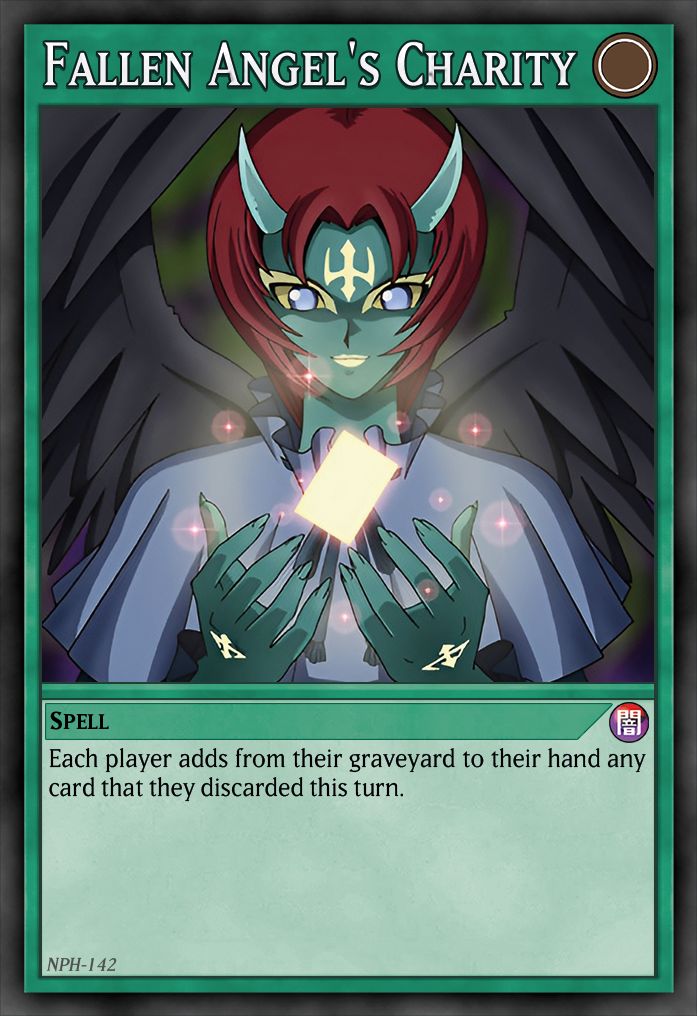 Fallen Angel's Charity
Spell
闇
Each player adds from their graveyard to their hand any
card that they discarded this turn.
NPH-142